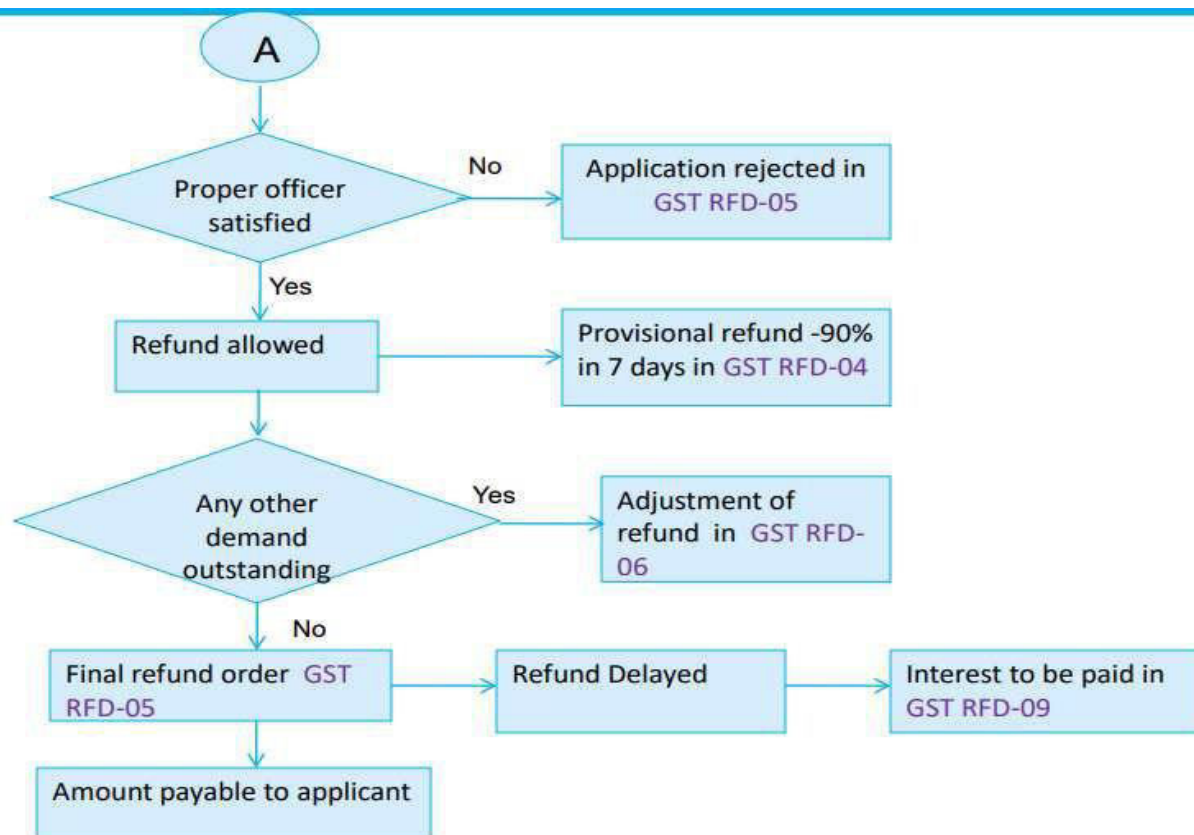 A
Proper officer
satisfied
No
Application rejected in
GST RFD-05
Yes
Refund allowed
Provisional refund -90%
in 7 days in GST RFD-04
Any other
demand
outstanding
Yes
Adjustment of
refund in GST RFD-
06
No
Final refund order GST
RFD-05
Refund Delayed
Interest to be paid in
GST RFD-09
Amount payable to applicant